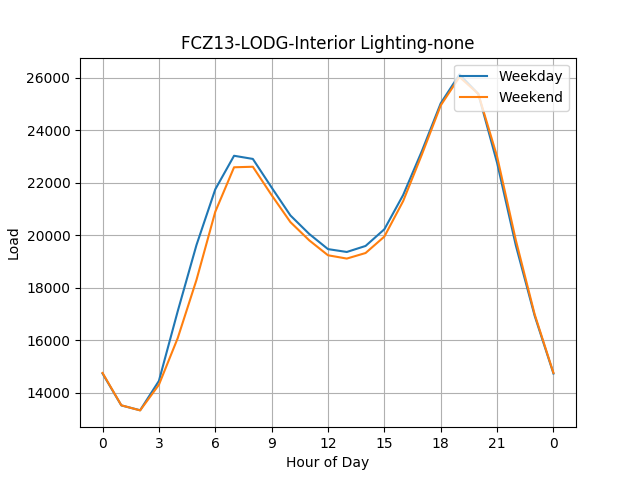 FCZ13-LODG-Interior Lighting-none
Weekday
Weekend
26000
24000
22000
20000
18000
16000
14000
Load
0 3 6 9 12 15 18 21 0
Hour of Day